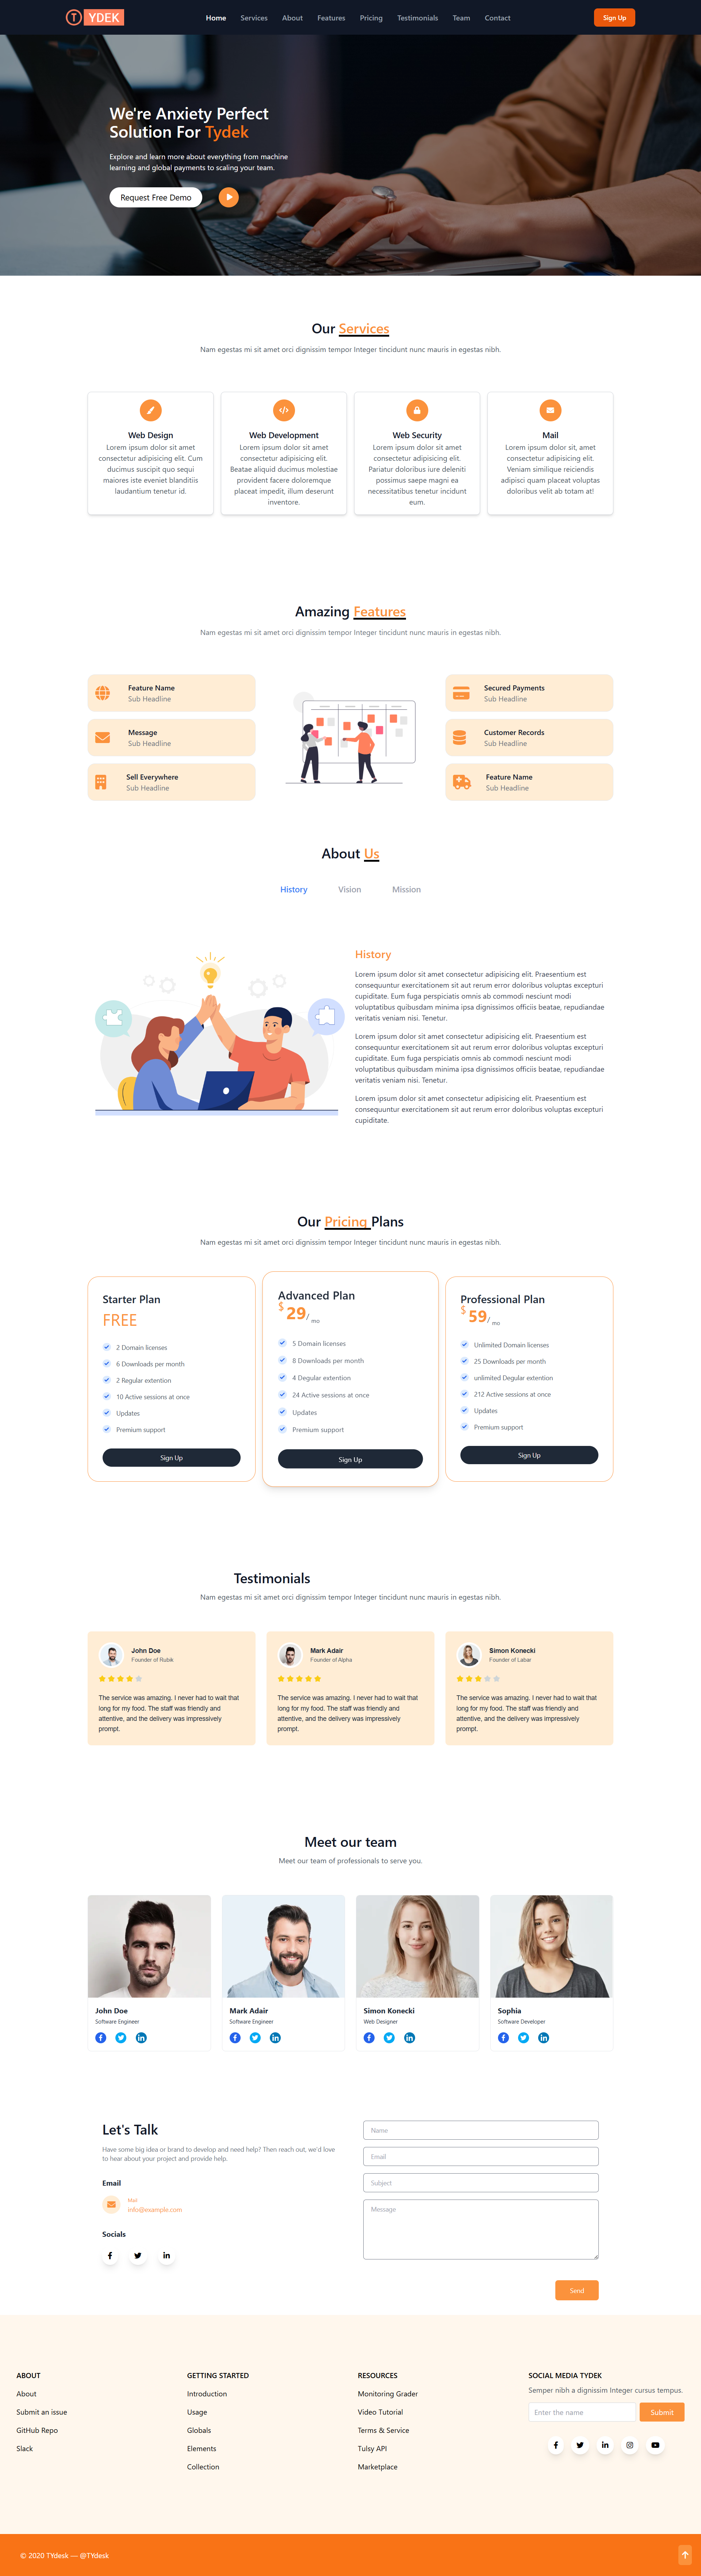 T YDEK
Home Services About Features Pricing Testimonials Team Contact
Sign Up
We're Anxiety Perfect
Solution For Tydek
Explore and learn more about everything from machine
learning and global payments to scaling your team.
Request Free Demo
Our Services
Nam egestas mi sit amet orci dignissim tempor Integer tincidunt nunc mauris in egestas nibh.
Web Design
Lorem ipsum dolor sit amet
consectetur adipisicing elit. Cum
ducimus suscipit quo sequi
maiores iste eveniet blanditiis
laudantium tenetur id.
Web Development
Lorem ipsum dolor sit amet
consectetur adipisicing elit.
Beatae aliquid ducimus molestiae
provident facere doloremque
placeat impedit, illum deserunt
inventore.
Web Security
Lorem ipsum dolor sit amet
consectetur adipisicing elit.
Pariatur doloribus iure deleniti
possimus saepe magni ea
necessitatibus tenetur incidunt
eum.
Mail
Lorem ipsum dolor sit, amet
consectetur adipisicing elit.
Veniam similique reiciendis
adipisci quam placeat voluptas
doloribus velit ab totam at!
Amazing Features
Nam egestas mi sit amet orci dignissim tempor Integer tincidunt nunc mauris in egestas nibh.
Feature Name
Sub Headline
Message
Sub Headline
Sell Everywhere
Sub Headline
Secured Payments
Sub Headline
Customer Records
Sub Headline
Feature Name
Sub Headline
About Us
History Vision Mission
History
Lorem ipsum dolor sit amet consectetur adipisicing elit. Praesentium est
consequuntur exercitationem sit aut rerum error doloribus voluptas excepturi
cupiditate. Eum fuga perspiciatis omnis ab commodi nesciunt modi
voluptatibus quibusdam minima ipsa dignissimos officiis beatae, repudiandae
veritatis veniam nisi. Tenetur.
Lorem ipsum dolor sit amet consectetur adipisicing elit. Praesentium est
consequuntur exercitationem sit aut rerum error doloribus voluptas excepturi
cupiditate. Eum fuga perspiciatis omnis ab commodi nesciunt modi
voluptatibus quibusdam minima ipsa dignissimos officiis beatae, repudiandae
veritatis veniam nisi. Tenetur.
Lorem ipsum dolor sit amet consectetur adipisicing elit. Praesentium est
consequuntur exercitationem sit aut rerum error doloribus voluptas excepturi
cupiditate.
Our Pricing Plans
Nam egestas mi sit amet orci dignissim tempor Integer tincidunt nunc mauris in egestas nibh.
Starter Plan
FREE
2 Domain licenses
6 Downloads per month
2 Regular extention
10 Active sessions at once
Updates
Premium support
Sign Up
Advanced Plan
$ 29/ mo
5 Domain licenses
8 Downloads per month
4 Degular extention
24 Active sessions at once
Updates
Premium support
Sign Up
Professional Plan
$ 59/ mo
Unlimited Domain licenses
25 Downloads per month
unlimited Degular extention
212 Active sessions at once
Updates
Premium support
Sign Up
Testimonials
Nam egestas mi sit amet orci dignissim tempor Integer tincidunt nunc mauris in egestas nibh.
John Doe
Founder of Rubik
The service was amazing. I never had to wait that
long for my food. The staff was friendly and
attentive, and the delivery was impressively
prompt.
Mark Adair
Founder of Alpha
The service was amazing. I never had to wait that
long for my food. The staff was friendly and
attentive, and the delivery was impressively
prompt.
Simon Konecki
Founder of Labar
The service was amazing. I never had to wait that
long for my food. The staff was friendly and
attentive, and the delivery was impressively
prompt.
Meet our team
Meet our team of professionals to serve you.
John Doe
Software Engineer
Mark Adair
Software Engineer
Simon Konecki
Web Designer
Sophia
Software Developer
Let's Talk
Have some big idea or brand to develop and need help? Then reach out, we'd love
to hear about your project and provide help.
Email
Mail
info@example.com
Socials
Name
Email
Subject
Message
Send
ABOUT
About
Submit an issue
GitHub Repo
Slack
GETTING STARTED
Introduction
Usage
Globals
Elements
Collection
RESOURCES
Monitoring Grader
Video Tutorial
Terms & Service
Tulsy API
Marketplace
SOCIAL MEDIA TYDEK
Semper nibh a dignissim Integer cursus tempus.
Enter the name
Submit
© 2020 TYdesk — @TYdesk